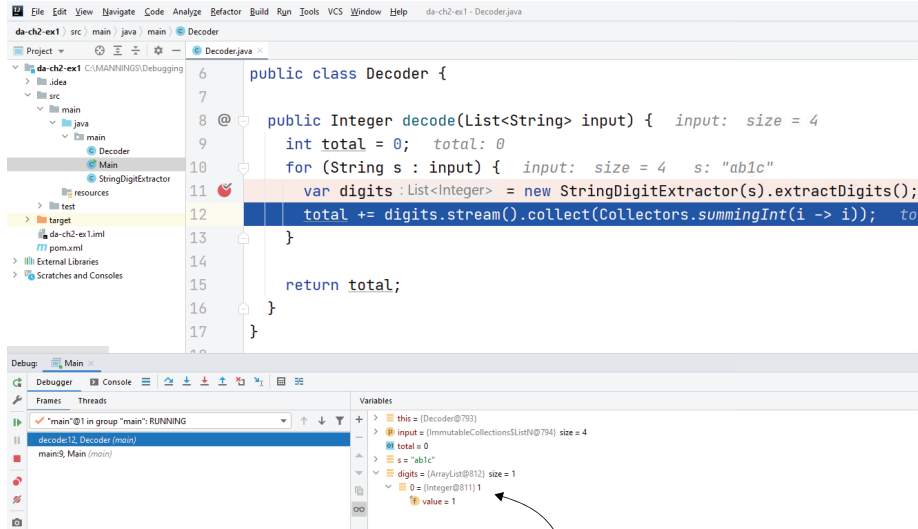 File Edit View Navigate Code Analyze Refactor Build Run Tools VCS Window Help da-ch2-ex1 - Decoder.java
da-ch2-ex1 src main java main Decoder
Project
Decoder.java
da-ch2-ex1 C:\MANNINGS\Debugging
.idea
src
main
java
main
Decoder
Main
StringDigitExtractor
resources
test
target
da-ch2-ex1.iml
pom.xml
External Libraries
Scratches and Consoles
6 public class Decoder {
7
8 @ public Integer decode(List<String> input) { input: size = 4
9 int total = 0; total: 0
10 for (String s : input) { input: size = 4 s: "ab1c"
11 var digits : List<Integer> = new StringDigitExtractor(s).extractDigits();
12 total += digits.stream().collect(Collectors.summingInt(i -> i)); to
13 }
14
15 return total;
16 }
17 }
Debug: Main
Debugger Console
Frames Threads
"main"@1 in group "main": RUNNING
decode:12, Decoder (main)
main:9, Main (main)
Variables
this = {Decoder@793}
input = {ImmutableCollections$ListN@794} size = 4
total = 0
s = "ab1c"
digits = {ArrayList@812} size = 1
0 = {Integer@811} 1
value = 1